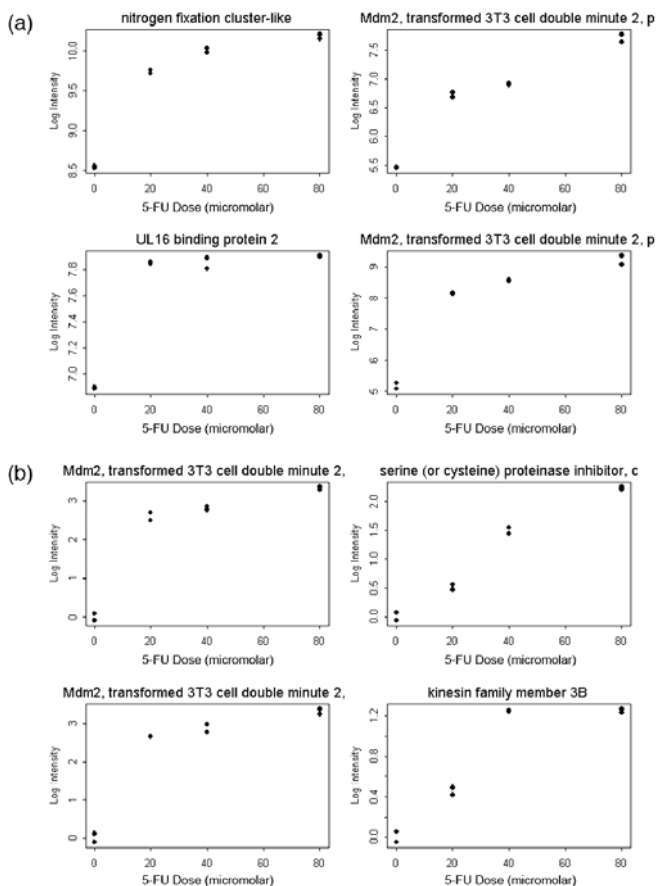 (a)
nitrogen fixation cluster-like
Log Intensity
8.5 9.0 9.5 10.0
0 20 40 60 80
5-FU Dose (micromolar)
Mdm2, transformed 3T3 cell double minute 2, p
Log Intensity
5.5 6.0 6.5 7.0 7.5
0 20 40 60 80
5-FU Dose (micromolar)
UL16 binding protein 2
Log Intensity
7.0 7.2 7.4 7.6 7.8
0 20 40 60 80
5-FU Dose (micromolar)
Mdm2, transformed 3T3 cell double minute 2, p
Log Intensity
5 6 7 8 9
0 20 40 60 80
5-FU Dose (micromolar)
(b)
Mdm2, transformed 3T3 cell double minute 2,
Log Intensity
0 1 2 3
0 20 40 60 80
5-FU Dose (micromolar)
serine (or cysteine) proteinase inhibitor, c
Log Intensity
0.0 0.5 1.0 1.5 2.0
0 20 40 60 80
5-FU Dose (micromolar)
Mdm2, transformed 3T3 cell double minute 2,
Log Intensity
0 1 2 3
0 20 40 60 80
5-FU Dose (micromolar)
kinesin family member 3B
Log Intensity
0.0 0.4 0.8 1.2
0 20 40 60 80
5-FU Dose (micromolar)